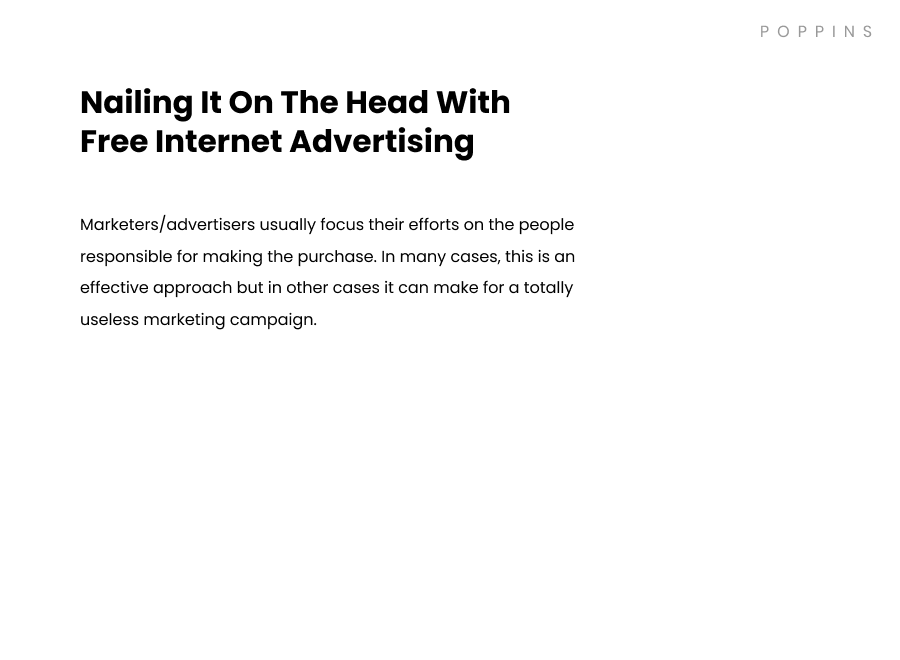 POPPINS
Nailing It On The Head With
Free Internet Advertising
Marketers/advertisers usually focus their efforts on the people
responsible for making the purchase. In many cases, this is an
effective approach but in other cases it can make for a totally
useless marketing campaign.